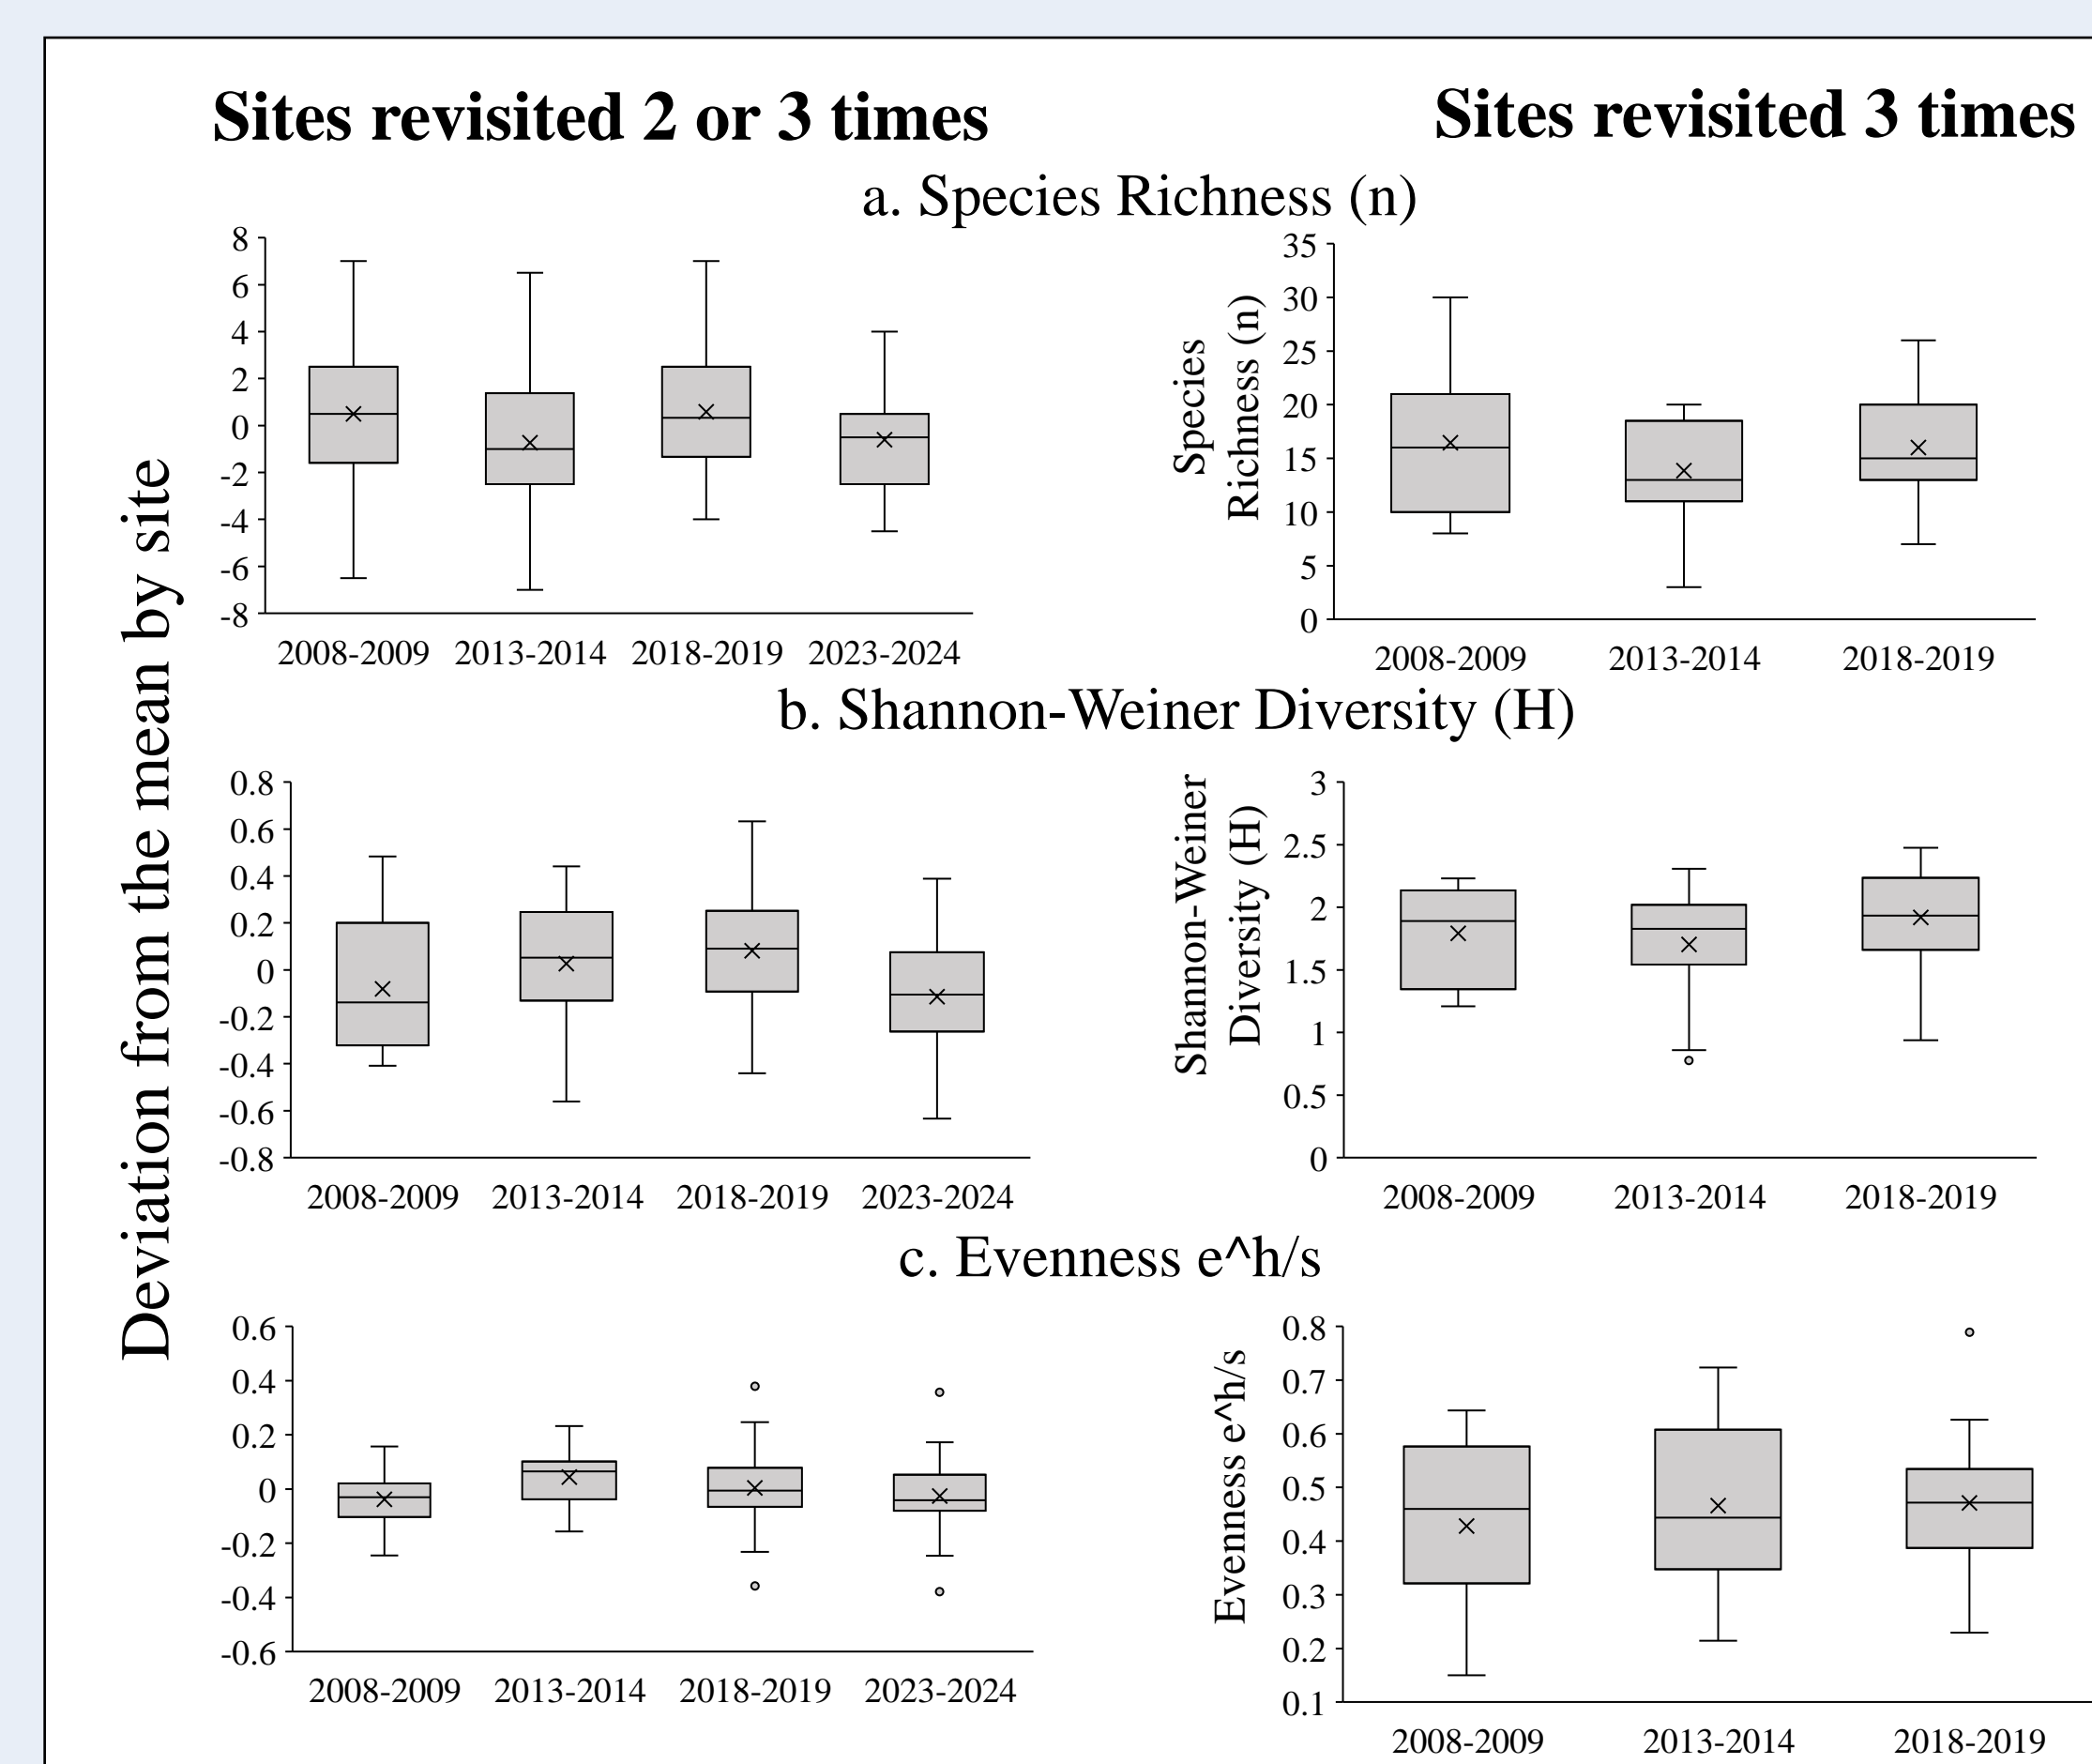 Sites revisited 2 or 3 times
Sites revisited 3 times
a. Species Richness (n)
Deviation from the mean by site
8
6
4
2
0
-2
-4
-6
-8
2008-2009 2013-2014 2018-2019 2023-2024
Species
Richness (n)
35
30
25
20
15
10
5
0
2008-2009 2013-2014 2018-2019
b. Shannon-Weiner Diversity (H)
0.8
0.6
0.4
0.2
0
-0.2
-0.4
-0.6
-0.8
2008-2009 2013-2014 2018-2019 2023-2024
Shannon-Weiner
Diversity (H)
3
2.5
2
1.5
1
0.5
0
2008-2009 2013-2014 2018-2019
c. Evenness e^h/s
0.6
0.4
0.2
0
-0.2
-0.4
-0.6
2008-2009 2013-2014 2018-2019 2023-2024
Evenness e^h/s
0.8
0.7
0.6
0.5
0.4
0.3
0.2
0.1
2008-2009 2013-2014 2018-2019